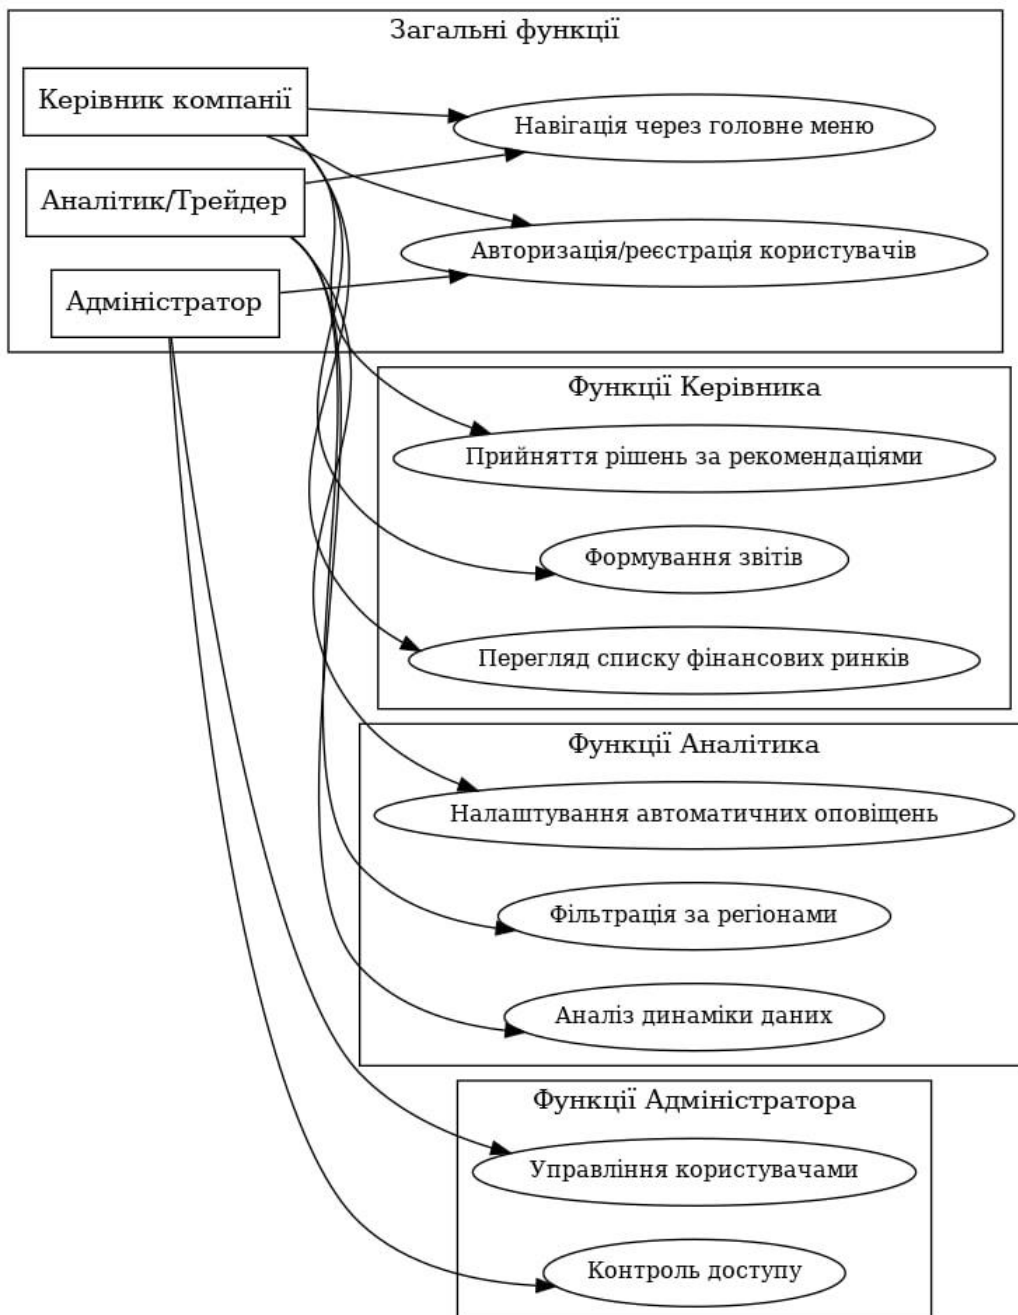 Загальні функції
Керівник компанії
Навігація через головне меню
Аналітик/Трейдер
Авторизація/реєстрація користувачів
Адміністратор
Функції Керівника
Прийняття рішень за рекомендаціями
Формування звітів
Перегляд списку фінансових ринків
Функції Аналітика
Налаштування автоматичних оповіщень
Фільтрація за регіонами
Аналіз динаміки даних
Функції Адміністратора
Управління користувачами
Контроль доступу